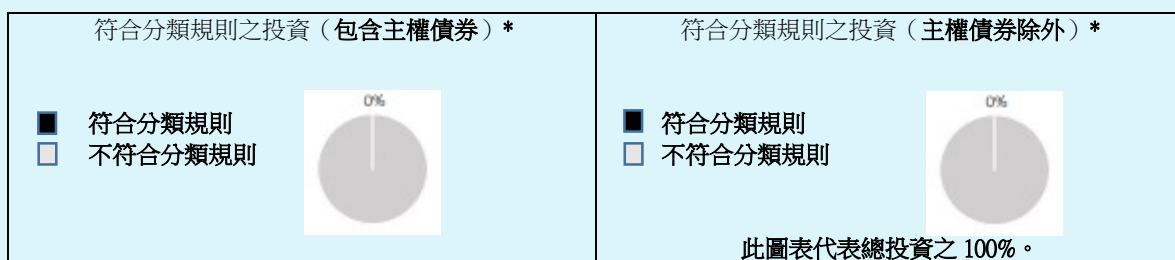 符合分類規則之投資（包含主權債券）*
0%
符合分類規則
不符合分類規則
符合分類規則之投資（主權債券除外）*
0%
符合分類規則
不符合分類規則
此圖表代表總投資之 100%。